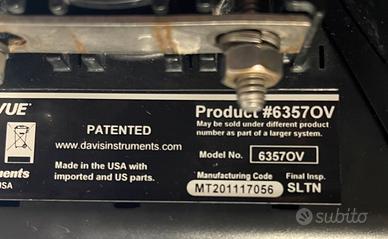 VUE®
PATENTED
www.davisinstruments.com
Made in the USA with
imported and US parts.
Product #6357OV
May be sold under different product
number as part of a larger system.
Model No. 6357OV
Manufacturing Code
MT201117056
Final Insp.
SLTN
ments
USA
subito